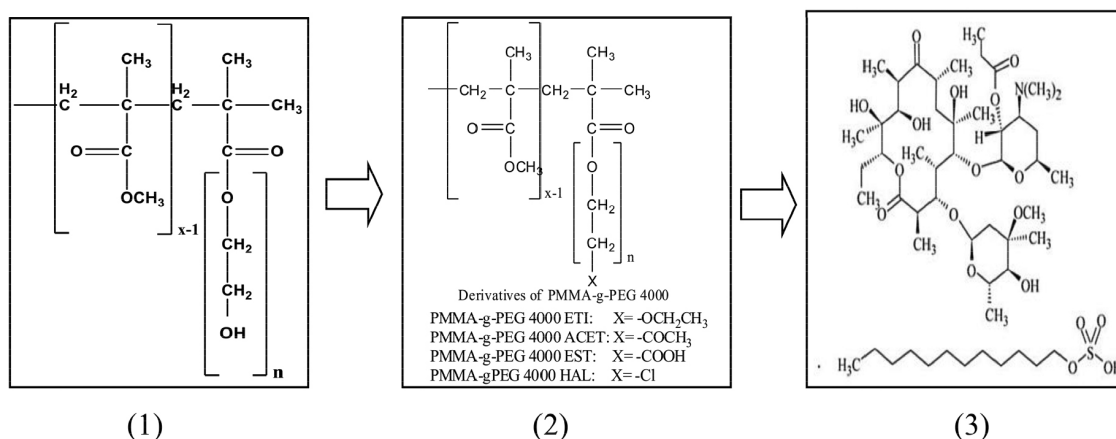 CH₃
H₂
C
C
H₂
C
CH₃
C
CH₃
O
C
OCH₃
x-1
C
O
O
CH₂
CH₂
OH
n
(1)
CH₃
CH₂
C
CH₂
CH₃
C
CH₃
O
C
OCH₃
x-1
C
O
O
CH₂
CH₂
n
X
Derivatives of PMMA-g-PEG 4000
PMMA-g-PEG 4000 ETI: X= -OCH₂CH₃
PMMA-g-PEG 4000 ACET: X= -COCH₃
PMMA-g-PEG 4000 EST: X= -COOH
PMMA-gPEG 4000 HAL: X= -Cl
(2)
H₃C
O
O
H₃C
CH₃
N(CH₃)₂
HO
OH
O
H₃C
OH
CH₃
H
H₃C
O
O
O
CH₃
CH₃
O
O
O
CH₃
O
CH₃
CH₃
O
OH
CH₃
O
O
H₃C
O
S
OH
(3)